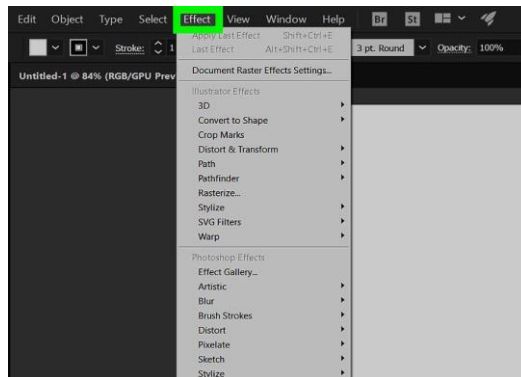 Edit Object Type Select Effect View Window Help Br St
Stroke: 1 3 pt. Round Opacity: 100%
Untitled-1 @ 84% (RGB/GPU Prev
Apply Last Effect Shift+Ctrl+E
Last Effect Alt+Shift+Ctrl+E
Document Raster Effects Settings...
Illustrator Effects
3D
Convert to Shape
Crop Marks
Distort & Transform
Path
Pathfinder
Rasterize...
Stylize
SVG Filters
Warp
Photoshop Effects
Effect Gallery...
Artistic
Blur
Brush Strokes
Distort
Pixelate
Sketch
Stylize